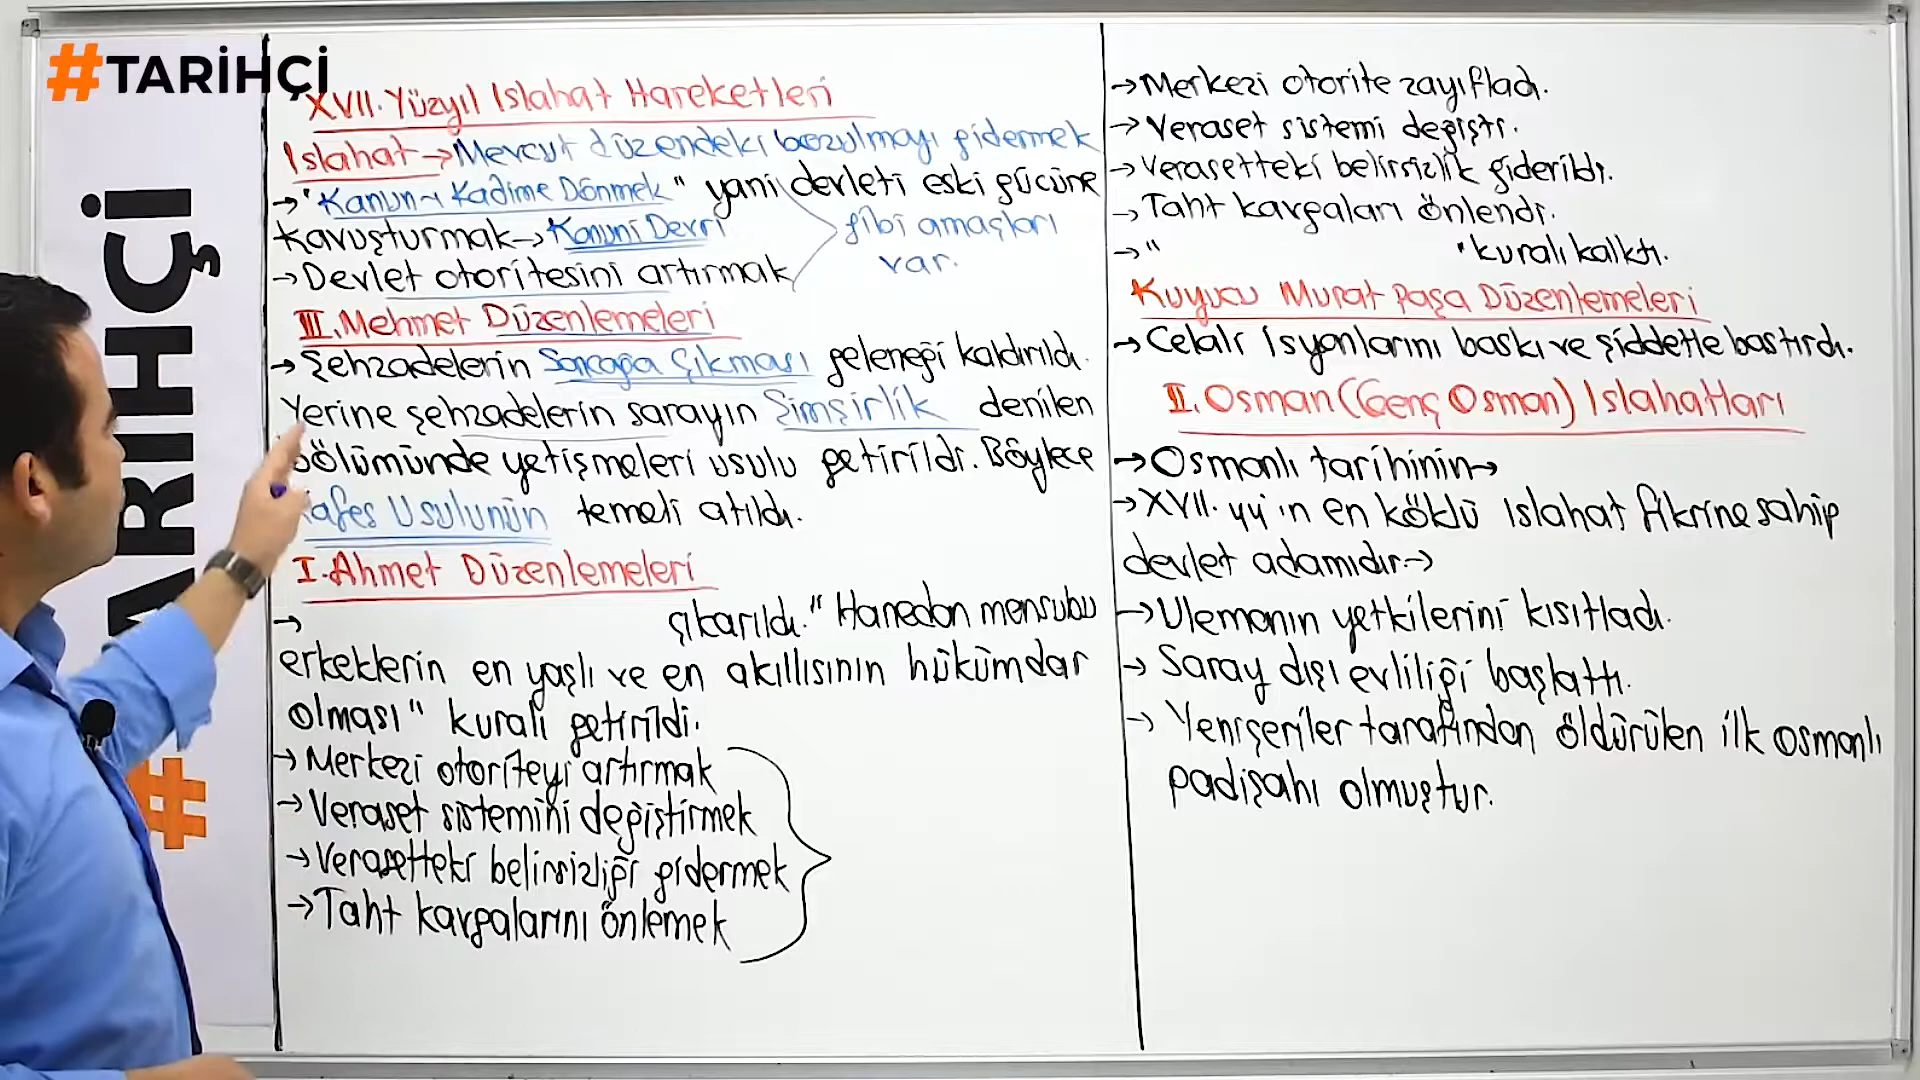 #TARİHÇİ
#TARİHÇİ
XVII. Yüzyıl Islahat Hareketleri
Islahat → Mevcut düzendeki bozulmayı gidermek
→ "Kanun-ı Kadime Dönmek" yani devleti eski gücüne
kavuşturmak → Kanuni Devri
gibi amaçları
var.
→ Devlet otoritesini artırmak
III. Mehmet Düzenlemeleri
→ Şehzadelerin Sancağa Çıkması geleneği kaldırıldı.
Yerine şehzadelerin sarayın Şimşirlik denilen
bölümünde yetişmeleri usulu getirildi. Böylece
Kafes Usulunün temeli atıldı.
I. Ahmet Düzenlemeleri
→ çıkarıldı. "Hanedan mensubu
erkeklerin en yaşlı ve en akıllısının hükümdar
olması" kuralı getirildi.
→ Merkezi otoriteyi artırmak
→ Veraset sistemini değiştirmek
→ Verasetteki belirsizliği gidermek
→ Taht kavgalarını önlemek
→ Merkezi otorite zayıfladı.
→ Veraset sistemi değişti.
→ Verasetteki belirsizlik giderildi.
→ Taht kavgaları önlendi.
→ " " kuralı kalktı.
Kuyucu Murat Paşa Düzenlemeleri
→ Celali İsyanlarını baskı ve şiddetle bastırdı.
II. Osman (Genç Osman) Islahatları
→ Osmanlı tarihinin →
→ XVII. yy'ın en köklü ıslahat fikrine sahip
devlet adamıdır. →
→ Ulemanın yetkilerini kısıtladı.
→ Saray dışı evliliği başlattı.
→ Yeniçeriler tarafından öldürülen ilk osmanlı
padişahı olmuştur.